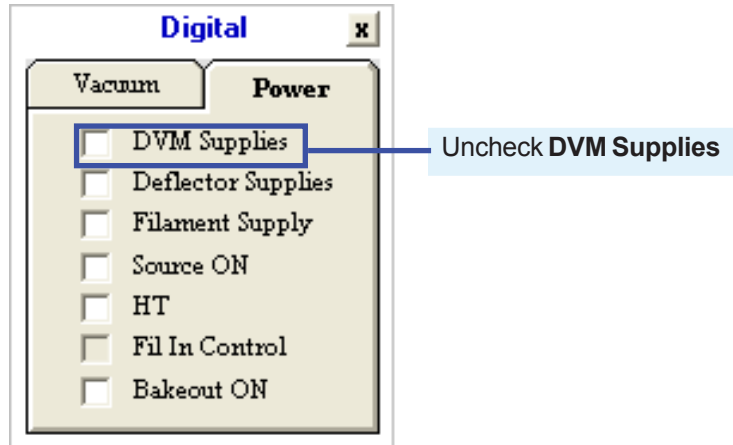 Digital x
Vacuum Power
DVM Supplies
Uncheck DVM Supplies
Deflector Supplies
Filament Supply
Source ON
HT
Fil In Control
Bakeout ON